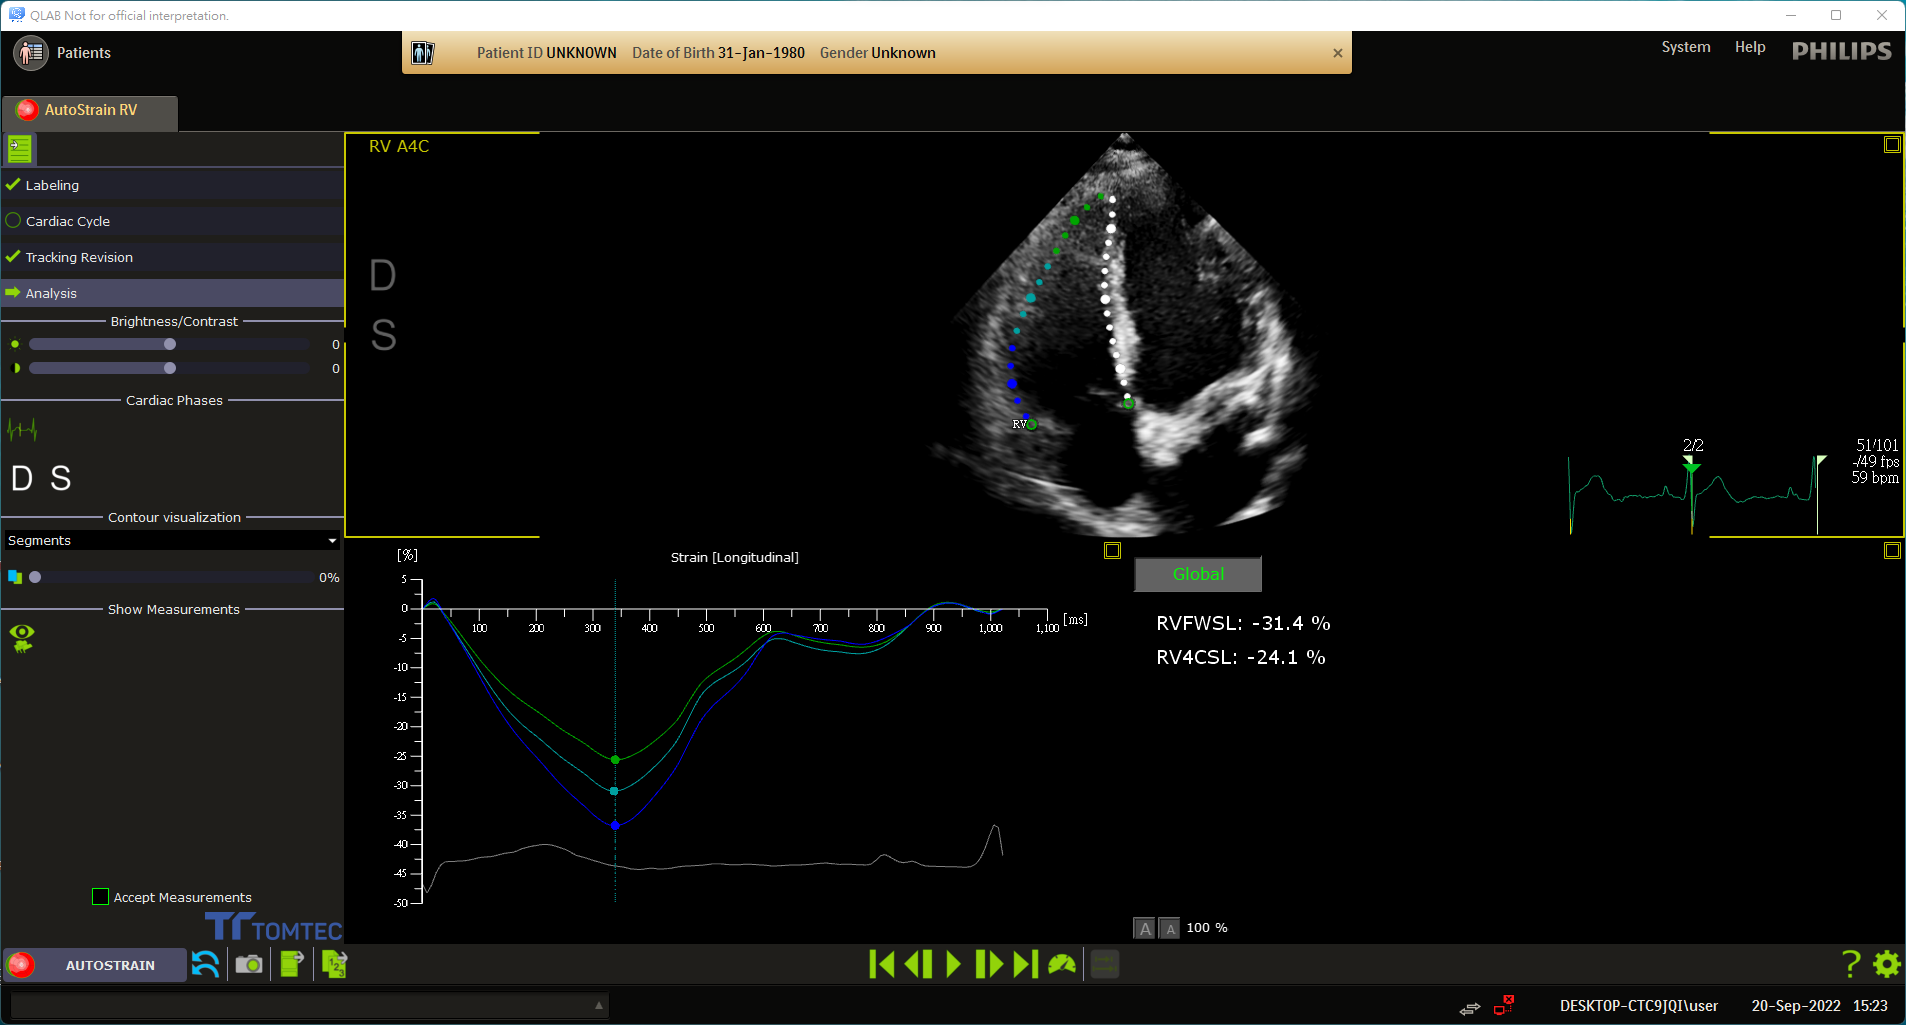 QLAB Not for official interpretation.
Patients
Patient ID UNKNOWN Date of Birth 31-Jan-1980 Gender Unknown
System Help PHILIPS
AutoStrain RV
Labeling
Cardiac Cycle
Tracking Revision
Analysis
Brightness/Contrast
0
0
Cardiac Phases
D S
Contour visualization
Segments
0%
Show Measurements
Accept Measurements
TOMTEC
RV A4C
D
S
RV
2/2
51/101
-/49 fps
59 bpm
[%]
Strain [Longitudinal]
5
0
-5
-10
-15
-20
-25
-30
-35
-40
-45
-50
100 200 300 400 500 600 700 800 900 1,000 1,100 [ms]
Global
RVFWSL: -31.4 %
RV4CSL: -24.1 %
A A 100 %
AUTOSTRAIN
1 2 3
?
DESKTOP-CTC9JQI\user 20-Sep-2022 15:23